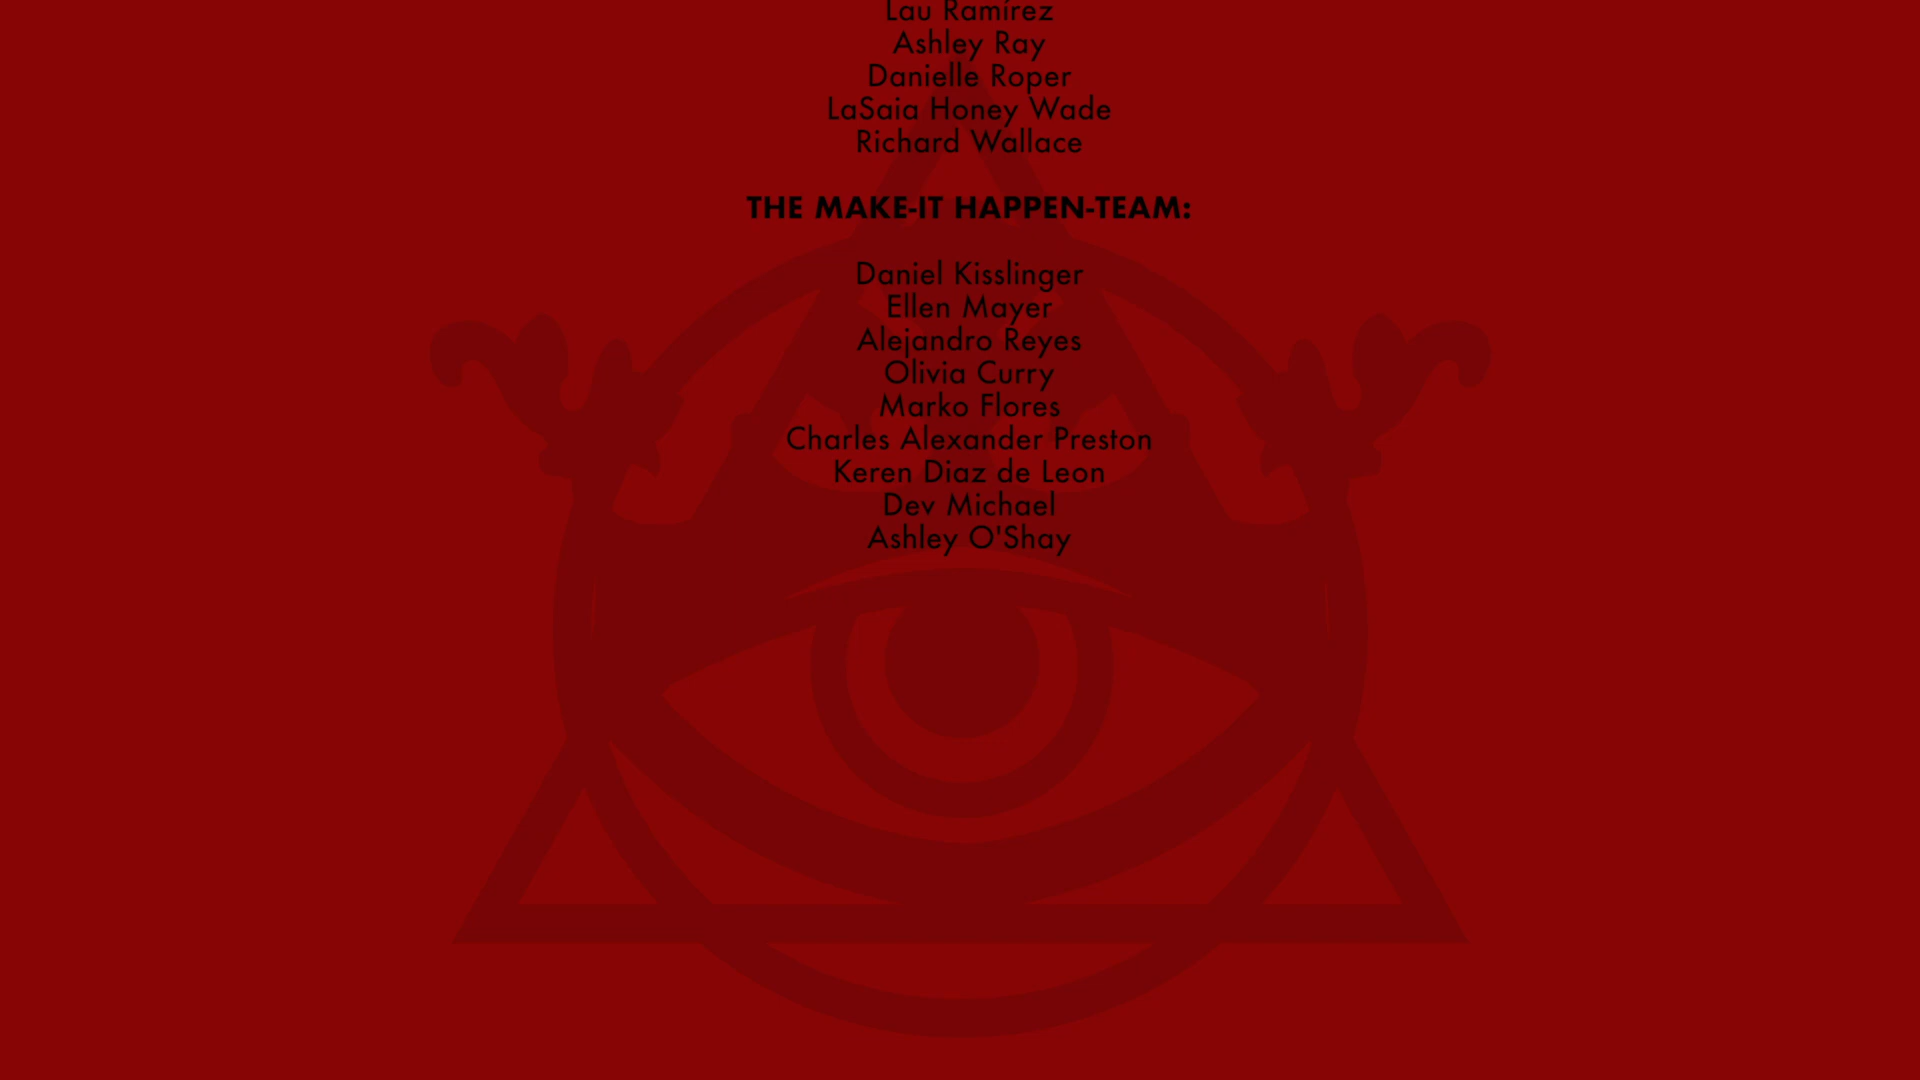 Lau Ramírez
Ashley Ray
Danielle Roper
LaSaia Honey Wade
Richard Wallace
THE MAKE-IT HAPPEN-TEAM:
Daniel Kisslinger
Ellen Mayer
Alejandro Reyes
Olivia Curry
Marko Flores
Charles Alexander Preston
Keren Diaz de Leon
Dev Michael
Ashley O'Shay